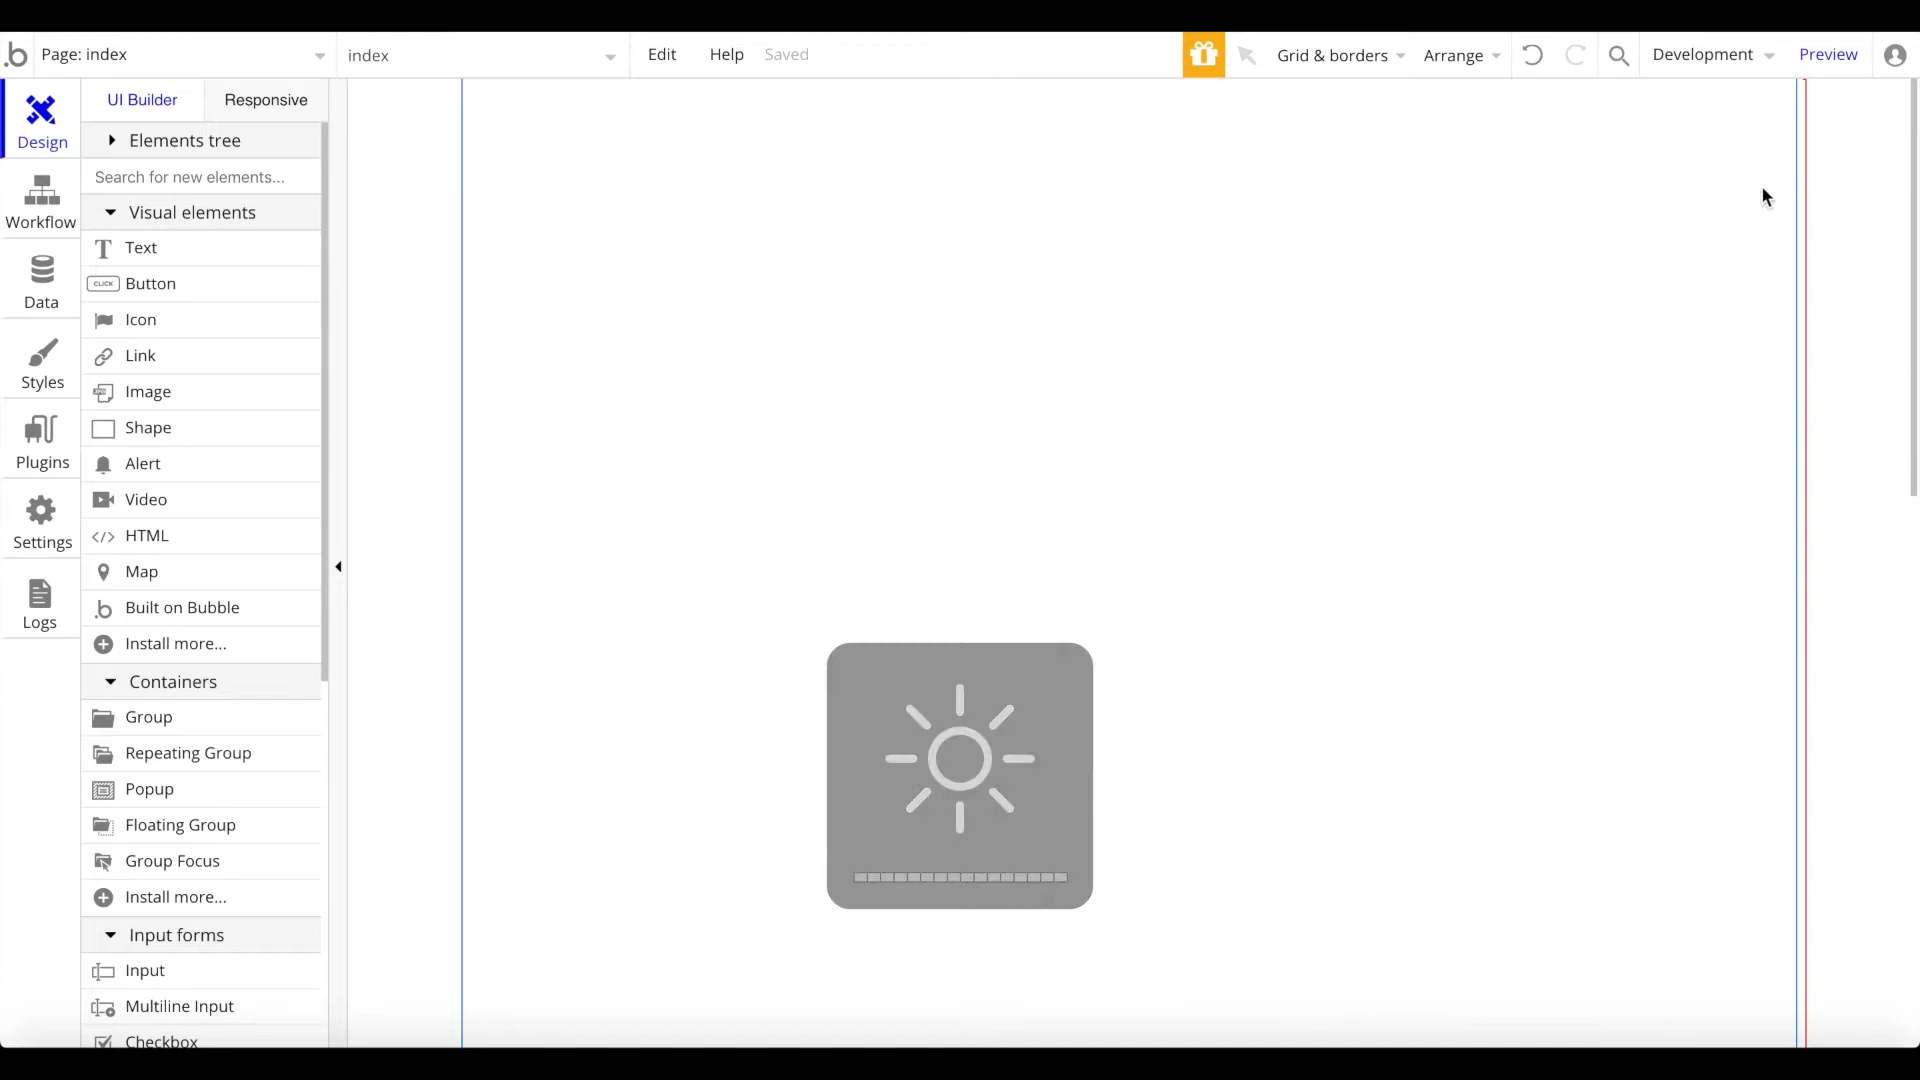 .b Page: index index Edit Help Saved Grid & borders Arrange Development Preview
UI Builder Responsive
Design
Elements tree
Search for new elements...
Visual elements
Workflow
Text
Button
CLICK
Data
Icon
Link
Styles
Image
Shape
Plugins
Alert
Video
Settings
HTML
</>
Map
Logs
.b Built on Bubble
Install more...
Containers
Group
Repeating Group
Popup
Floating Group
Group Focus
Install more...
Input forms
Input
Multiline Input
Checkbox